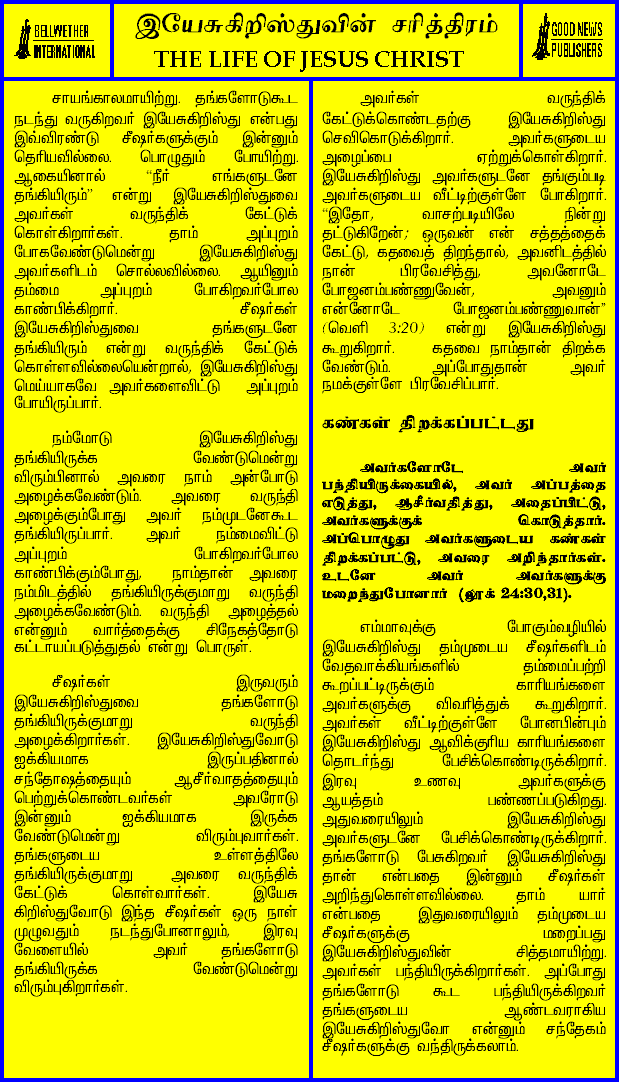 BELLWETHER
INTERNATIONAL
இயேசுகிறிஸ்துவின் சரித்திரம்
THE LIFE OF JESUS CHRIST
GOOD NEWS
PUBLISHERS
சாயங்காலமாயிற்று. தங்களோடுகூட
நடந்து வருகிறவர் இயேசுகிறிஸ்து என்பது
இவ்விரண்டு சீஷர்களுக்கும் இன்னும்
தெரியவில்லை. பொழுதும் போயிற்று.
ஆகையினால் “நீர் எங்களுடனே
தங்கியிரும்” என்று இயேசுகிறிஸ்துவை
அவர்கள் வருந்திக் கேட்டுக்
கொள்கிறார்கள். தாம் அப்புறம்
போகவேண்டுமென்று இயேசுகிறிஸ்து
அவர்களிடம் சொல்லவில்லை. ஆயினும்
தம்மை அப்புறம் போகிறவர்போல
காண்பிக்கிறார். சீஷர்கள்
இயேசுகிறிஸ்துவை தங்களுடனே
தங்கியிரும் என்று வருந்திக் கேட்டுக்
கொள்ளவில்லையென்றால், இயேசுகிறிஸ்து
மெய்யாகவே அவர்களைவிட்டு அப்புறம்
போயிருப்பார்.
நம்மோடு இயேசுகிறிஸ்து
தங்கியிருக்க வேண்டுமென்று
விரும்பினால் அவரை நாம் அன்போடு
அழைக்கவேண்டும். அவரை வருந்தி
அழைக்கும்போது அவர் நம்முடனேகூட
தங்கியிருப்பார். அவர் நம்மைவிட்டு
அப்புறம் போகிறவர்போல
காண்பிக்கும்போது, நாம்தான் அவரை
நம்மிடத்தில் தங்கியிருக்குமாறு வருந்தி
அழைக்கவேண்டும். வருந்தி அழைத்தல்
என்னும் வார்த்தைக்கு சிநேகத்தோடு
கட்டாயப்படுத்துதல் என்று பொருள்.
சீஷர்கள் இருவரும்
இயேசுகிறிஸ்துவை தங்களோடு
தங்கியிருக்குமாறு வருந்தி
அழைக்கிறார்கள். இயேசுகிறிஸ்துவோடு
ஐக்கியமாக இருப்பதினால்
சந்தோஷத்தையும் ஆசீர்வாதத்தையும்
பெற்றுக்கொண்டவர்கள் அவரோடு
இன்னும் ஐக்கியமாக இருக்க
வேண்டுமென்று விரும்புவார்கள்.
தங்களுடைய உள்ளத்திலே
தங்கியிருக்குமாறு அவரை வருந்திக்
கேட்டுக் கொள்வார்கள். இயேசு
கிறிஸ்துவோடு இந்த சீஷர்கள் ஒரு நாள்
முழுவதும் நடந்துபோனாலும், இரவு
வேளையில் அவர் தங்களோடு
தங்கியிருக்க வேண்டுமென்று
விரும்புகிறார்கள்.
அவர்கள் வருந்திக்
கேட்டுக்கொண்டதற்கு இயேசுகிறிஸ்து
செவிகொடுக்கிறார். அவர்களுடைய
அழைப்பை ஏற்றுக்கொள்கிறார்.
இயேசுகிறிஸ்து அவர்களுடனே தங்கும்படி
அவர்களுடைய வீட்டிற்குள்ளே போகிறார்.
“இதோ, வாசற்படியிலே நின்று
தட்டுகிறேன்; ஒருவன் என் சத்தத்தைக்
கேட்டு, கதவைத் திறந்தால், அவனிடத்தில்
நான் பிரவேசித்து, அவனோடே
போஜனம்பண்ணுவேன், அவனும்
என்னோடே போஜனம்பண்ணுவான்”
(வெளி 3:20) என்று இயேசுகிறிஸ்து
கூறுகிறார். கதவை நாம்தான் திறக்க
வேண்டும். அப்போதுதான் அவர்
நமக்குள்ளே பிரவேசிப்பார்.
கண்கள் திறக்கப்பட்டது
அவர்களோடே அவர்
பந்தியிருக்கையில், அவர் அப்பத்தை
எடுத்து, ஆசீர்வதித்து, அதைப்பிட்டு,
அவர்களுக்குக் கொடுத்தார்.
அப்பொழுது அவர்களுடைய கண்கள்
திறக்கப்பட்டு, அவரை அறிந்தார்கள்.
உடனே அவர் அவர்களுக்கு
மறைந்துபோனார் (லூக் 24:30,31).
எம்மாவுக்கு போகும்வழியில்
இயேசுகிறிஸ்து தம்முடைய சீஷர்களிடம்
வேதவாக்கியங்களில் தம்மைப்பற்றி
கூறப்பட்டிருக்கும் காரியங்களை
அவர்களுக்கு விவரித்துக் கூறுகிறார்.
அவர்கள் வீட்டிற்குள்ளே போனபின்பும்
இயேசுகிறிஸ்து ஆவிக்குரிய காரியங்களை
தொடர்ந்து பேசிக்கொண்டிருக்கிறார்.
இரவு உணவு அவர்களுக்கு
ஆயத்தம் பண்ணப்படுகிறது.
அதுவரையிலும் இயேசுகிறிஸ்து
அவர்களுடனே பேசிக்கொண்டிருக்கிறார்.
தங்களோடு பேசுகிறவர் இயேசுகிறிஸ்து
தான் என்பதை இன்னும் சீஷர்கள்
அறிந்துகொள்ளவில்லை. தாம் யார்
என்பதை இதுவரையிலும் தம்முடைய
சீஷர்களுக்கு மறைப்பது
இயேசுகிறிஸ்துவின் சித்தமாயிற்று.
அவர்கள் பந்தியிருக்கிறார்கள். அப்போது
தங்களோடு கூட பந்தியிருக்கிறவர்
தங்களுடைய ஆண்டவராகிய
இயேசுகிறிஸ்துவோ என்னும் சந்தேகம்
சீஷர்களுக்கு வந்திருக்கலாம்.